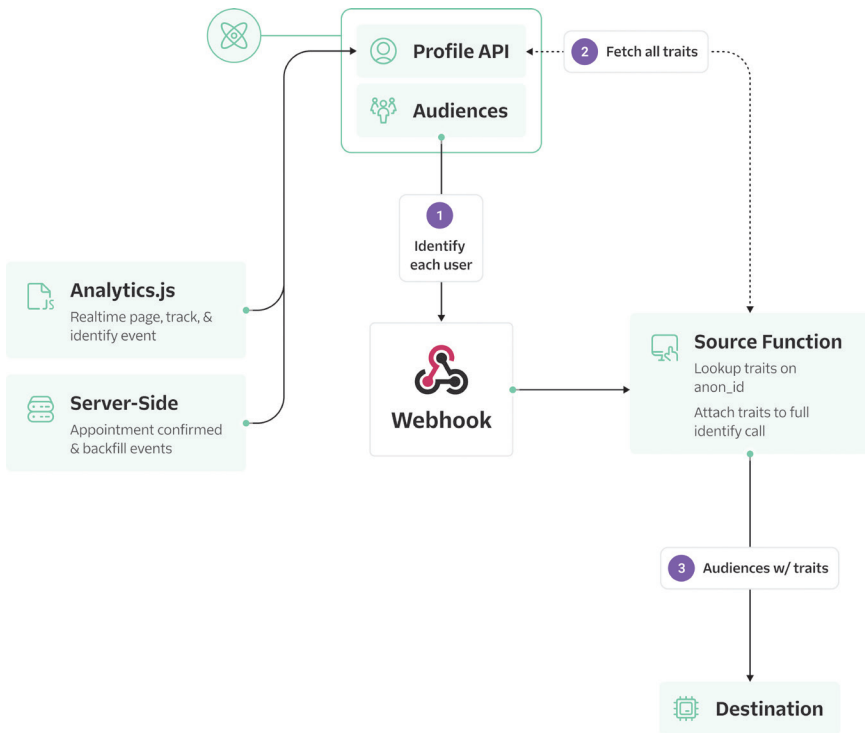 Profile API
2 Fetch all traits
Audiences
1
Identify
each user
Analytics.js
Realtime page, track, &
identify event
JS
Server-Side
Appointment confirmed
& backfill events
Webhook
Source Function
Lookup traits on
anon_id
Attach traits to full
identify call
3 Audiences w/ traits
Destination